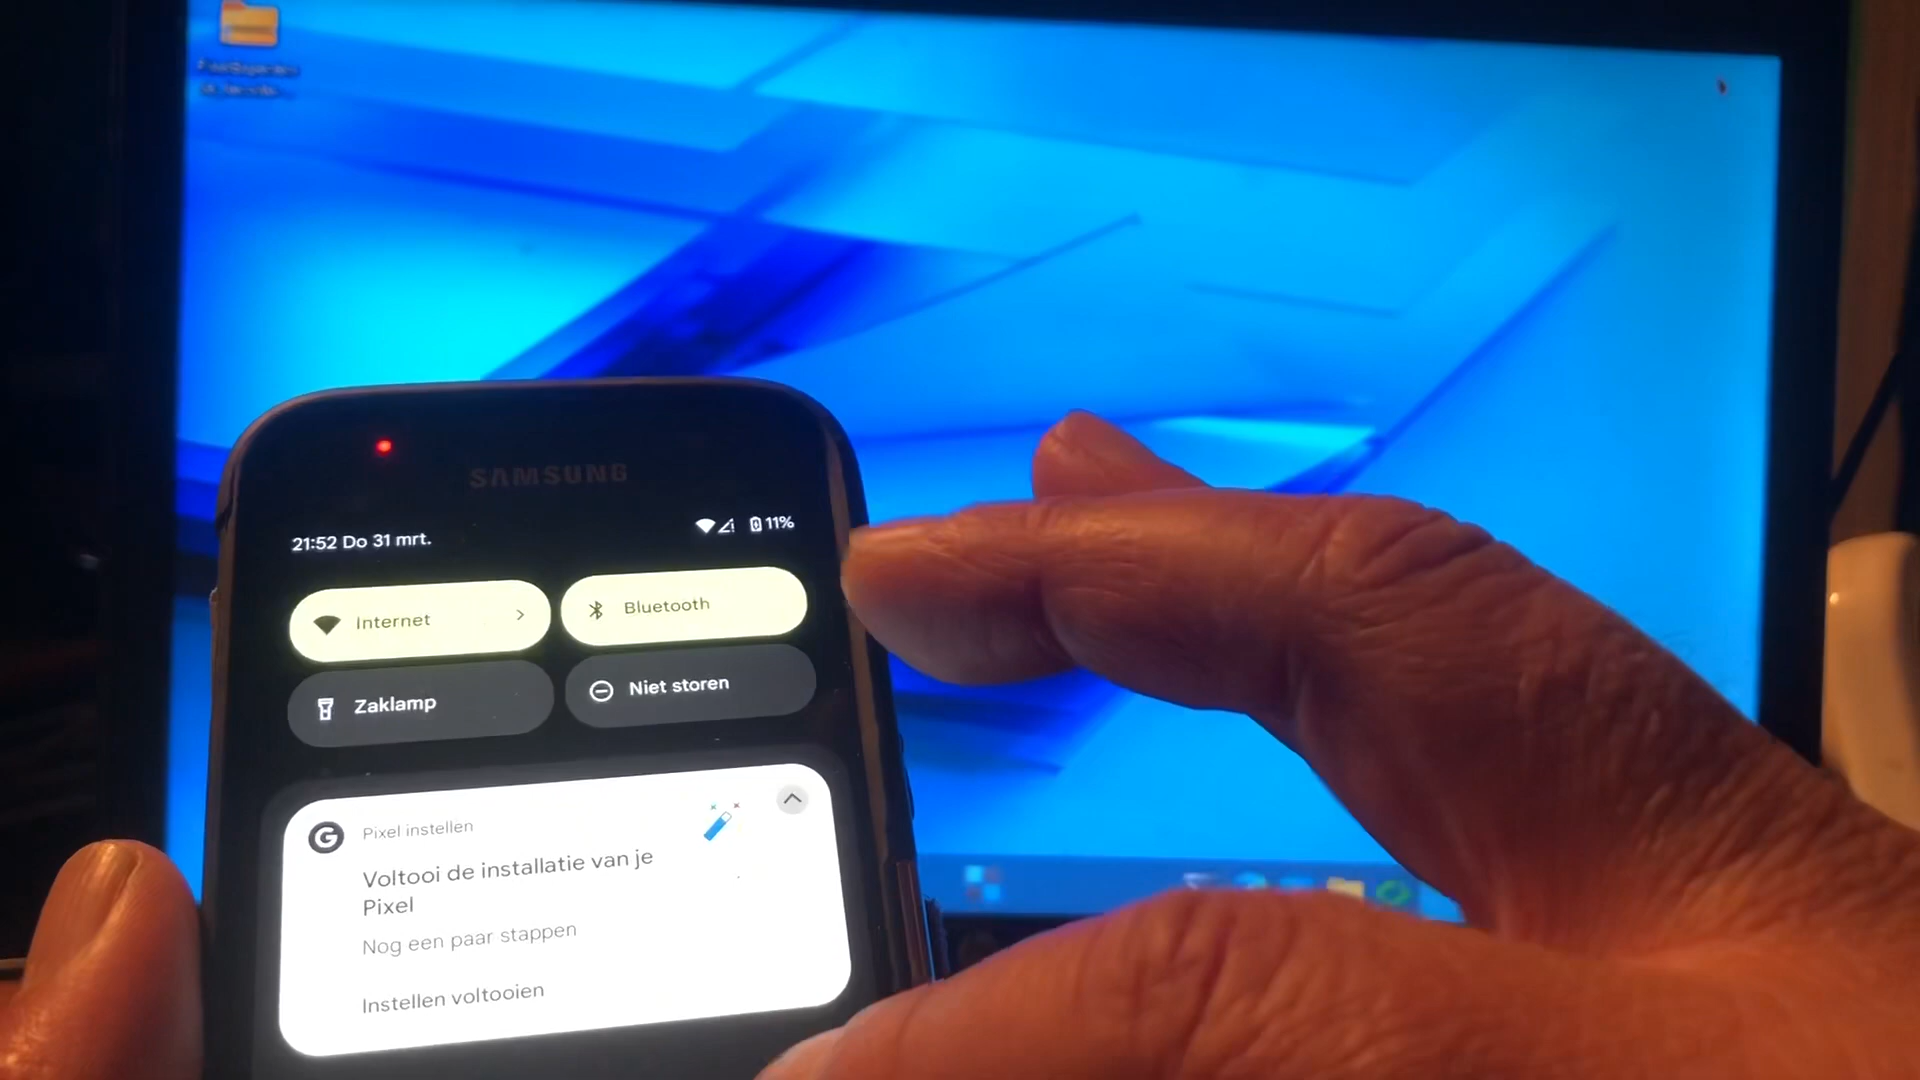 SAMSUNG
21:52 Do 31 mrt.
11%
Internet
Bluetooth
Zaklamp
Niet storen
Pixel instellen
Voltooi de installatie van je
Pixel
Nog een paar stappen
Instellen voltooien